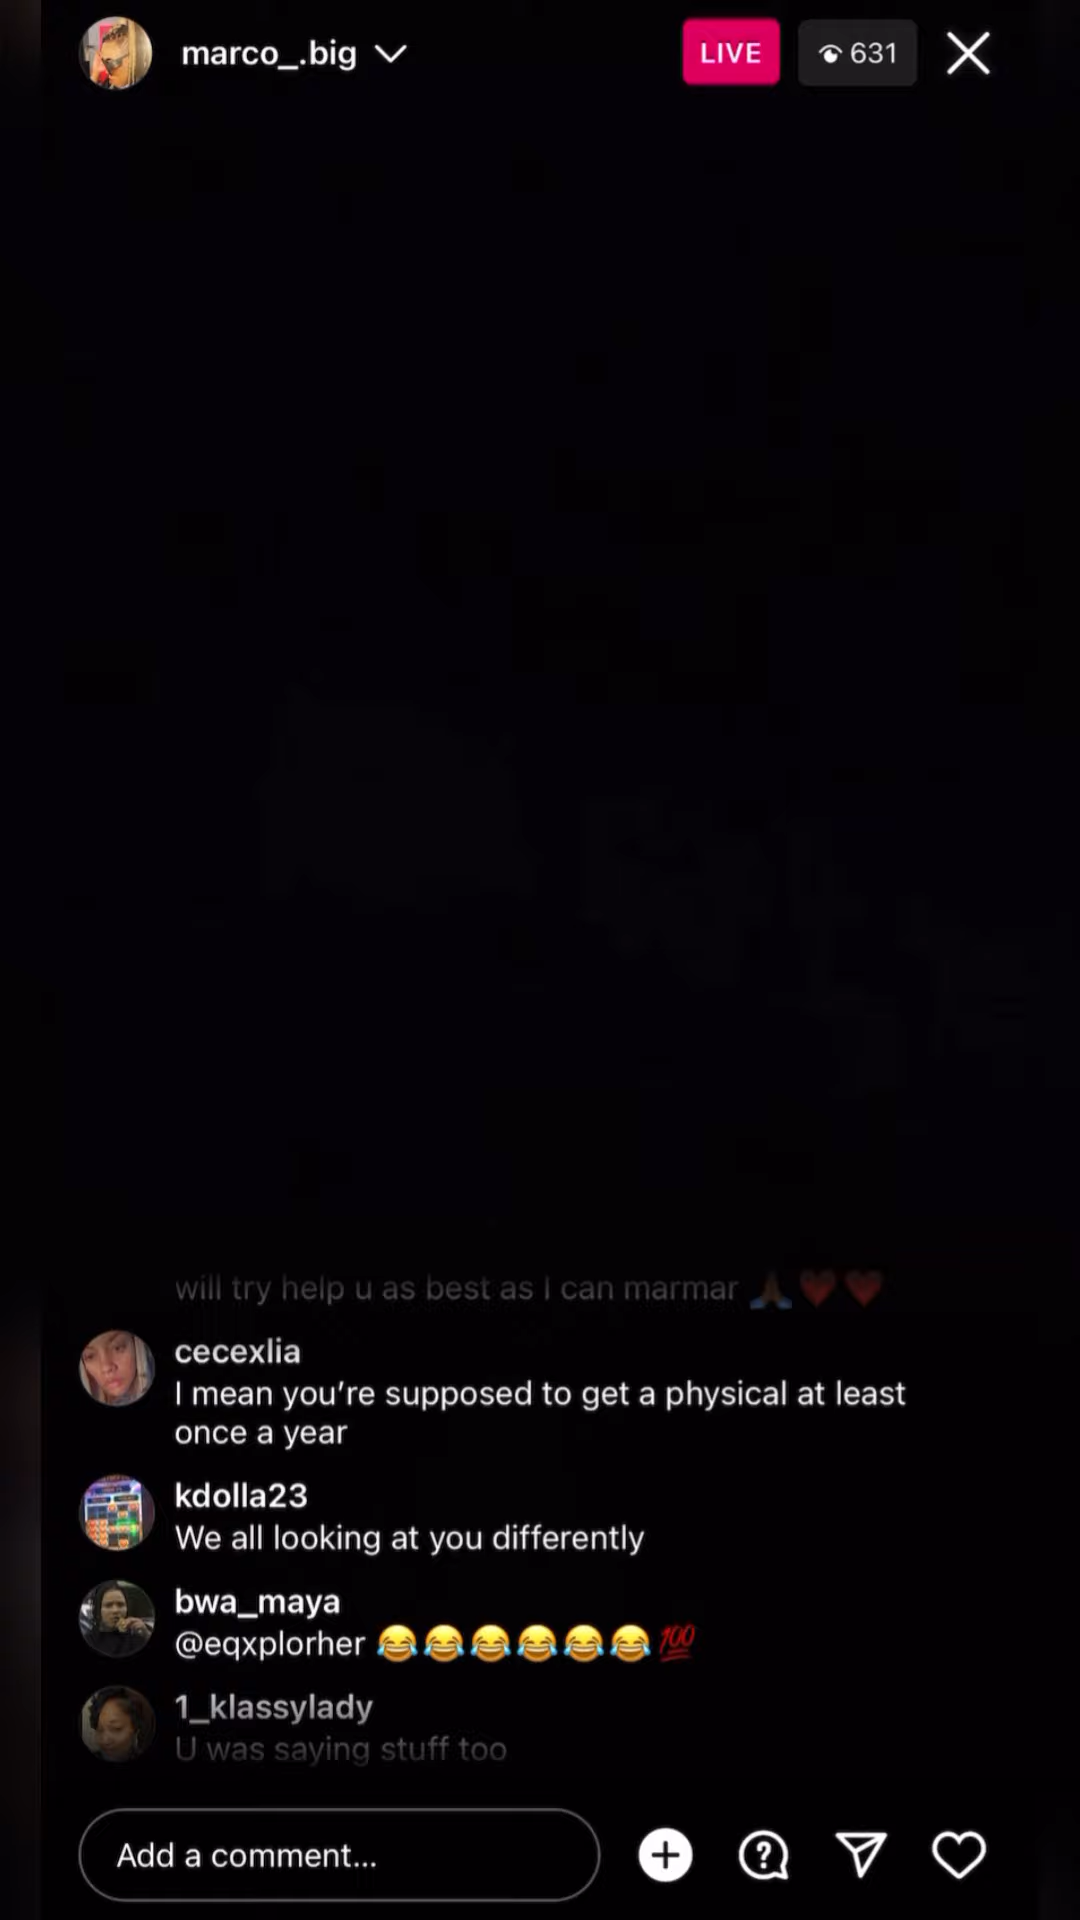 marco_.big
LIVE
631
will try help u as best as I can marmar 🙏🏾❤️❤️
cecexlia
I mean you’re supposed to get a physical at least
once a year
kdolla23
We all looking at you differently
bwa_maya
@eqxplorher 😂😂😂😂😂😂💯
1_klassylady
U was saying stuff too
Add a comment...